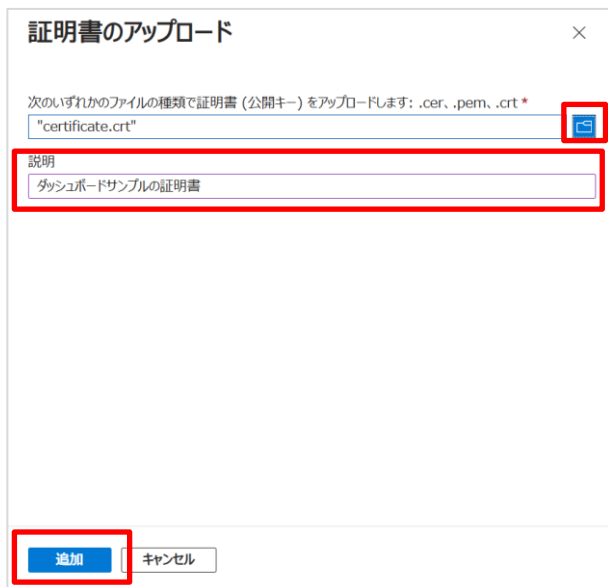 証明書のアップロード
次のいずれかのファイルの種類で証明書 (公開キー) をアップロードします: .cer、.pem、.crt *
"certificate.crt"
説明
ダッシュボードサンプルの証明書
追加
キャンセル